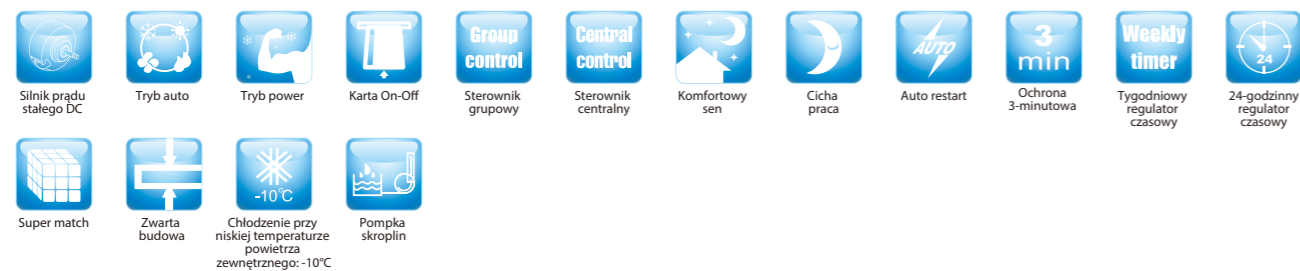 Group
control
Central
control
AUTO
3
min
Weekly
timer
24
Silnik prądu
stałego DC
Tryb auto
Tryb power
Karta On-Off
Sterownik
grupowy
Sterownik
centralny
Komfortowy
sen
Cicha
praca
Auto restart
Ochrona
3-minutowa
Tygodniowy
regulator
czasowy
24-godzinny
regulator
czasowy
-10°C
Super match
Zwarta
budowa
Chłodzenie przy
niskiej temperaturze
powietrza
zewnętrznego: -10°C
Pompka
skroplin